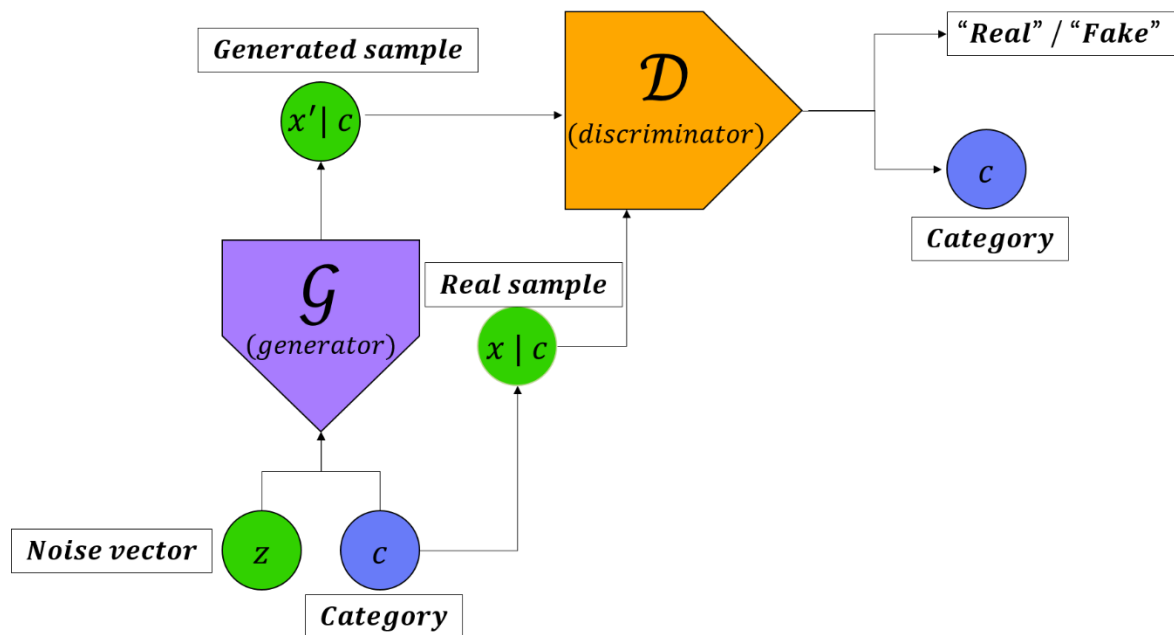 Generated sample
x′| c
𝒟
(discriminator)
“Real” / “Fake”
c
Category
𝒢
(generator)
Real sample
x | c
Noise vector
z
c
Category